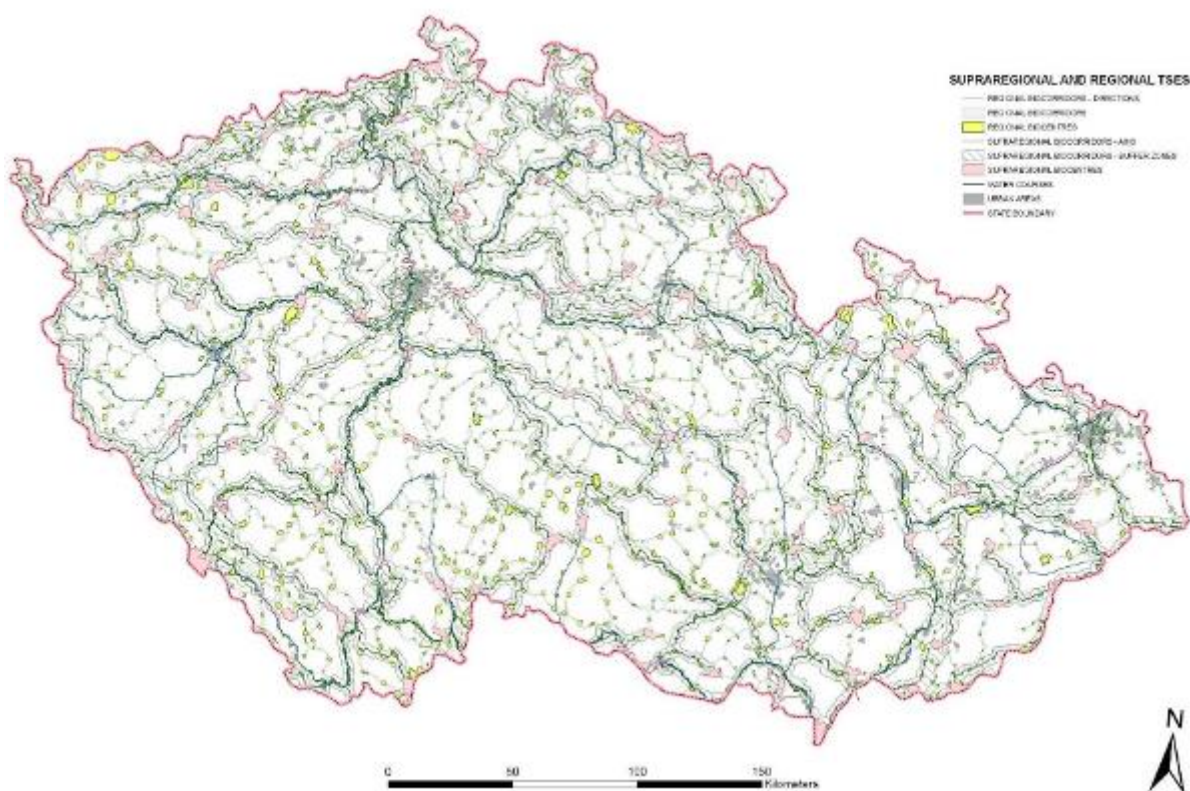 SUPRAREGIONAL AND REGIONAL TSES
REGIONAL BIOCORRIDORS - DIRECTIONS
REGIONAL BIOCORRIDORS
REGIONAL BIOCENTRES
SUPRAREGIONAL BIOCORRIDORS - AXIS
SUPRAREGIONAL BIOCORRIDORS - BUFFER ZONES
SUPRAREGIONAL BIOCENTRES
WATER COURSES
URBAN AREAS
STATE BOUNDARY
N
0 50 100 150
Kilometers